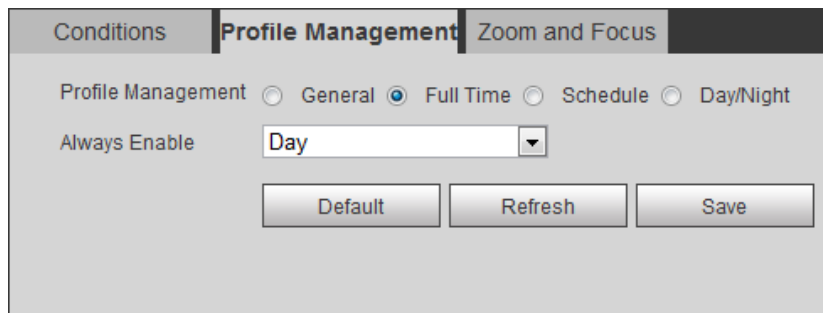 Conditions Profile Management Zoom and Focus
Profile Management General Full Time Schedule Day/Night
Always Enable Day
Default Refresh Save